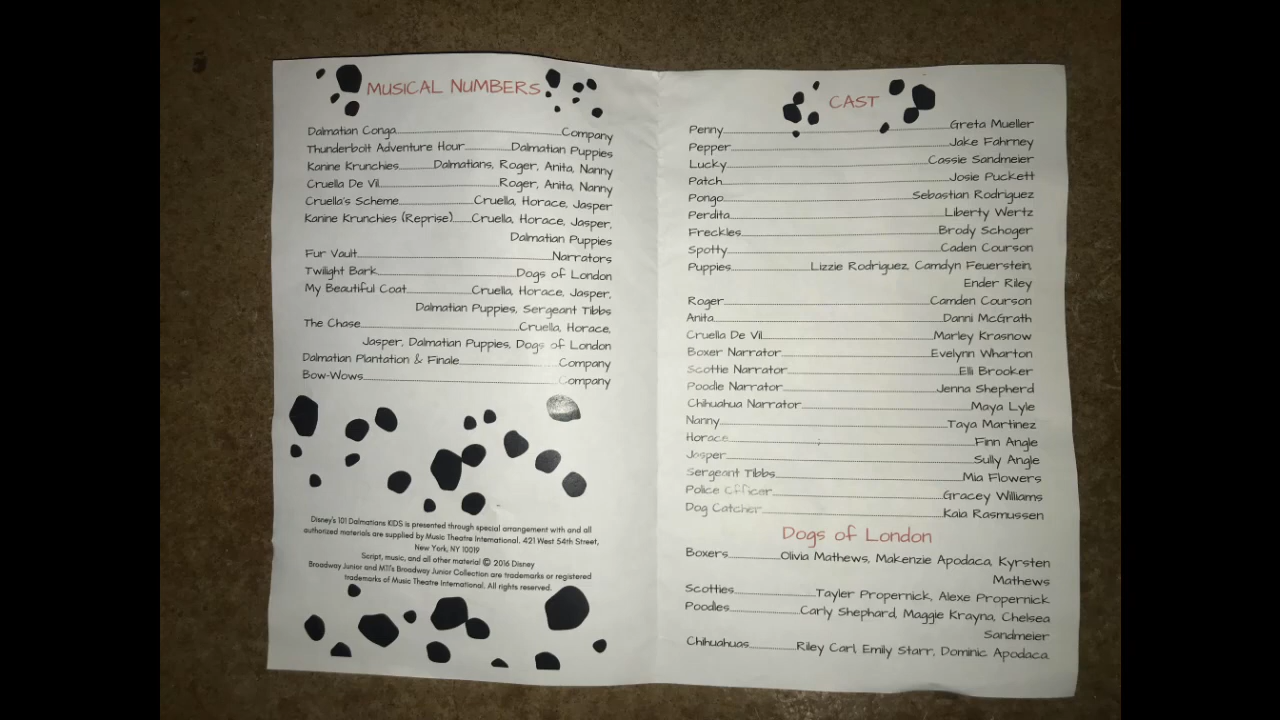 MUSICAL NUMBERS
Dalmatian Conga Company
Thunderbolt Adventure Hour Dalmatian Puppies
Kanine Krunchies Dalmatians, Roger, Anita, Nanny
Cruella De Vil Roger, Anita, Nanny
Cruella's Scheme Cruella, Horace, Jasper
Kanine Krunchies (Reprise) Cruella, Horace, Jasper,
Dalmatian Puppies
Fur Vault Narrators
Twilight Bark Dogs of London
My Beautiful Coat Cruella, Horace, Jasper,
Dalmatian Puppies, Sergeant Tibbs
The Chase Cruella, Horace,
Jasper, Dalmatian Puppies, Dogs of London
Dalmatian Plantation & Finale Company
Bow-Wows Company
Disney's 101 Dalmatians KIDS is presented through special arrangement with and all
authorized materials are supplied by Music Theatre International. 421 West 54th Street,
New York, NY 10019
Script, music, and all other material © 2016 Disney
Broadway Junior and MTI's Broadway Junior Collection are trademarks or registered
trademarks of Music Theatre International. All rights reserved.
CAST
Penny Greta Mueller
Pepper Jake Fahrney
Lucky Cassie Sandmeier
Patch Josie Puckett
Pongo Sebastian Rodriguez
Perdita Liberty Wertz
Freckles Brody Schoger
Spotty Caden Courson
Puppies Lizzie Rodriguez, Camdyn Feuerstein,
Ender Riley
Roger Camden Courson
Anita Danni McGrath
Cruella De Vil Marley Krasnow
Boxer Narrator Evelynn Wharton
Scottie Narrator Elli Brooker
Poodle Narrator Jenna Shepherd
Chihuahua Narrator Maya Lyle
Nanny Taya Martinez
Horace Finn Angle
Jasper Sully Angle
Sergeant Tibbs Mia Flowers
Police Officer Gracey Williams
Dog Catcher Kaia Rasmussen
Dogs of London
Boxers Olivia Mathews, Makenzie Apodaca, Kyrsten
Mathews
Scotties Tayler Propernick, Alexe Propernick
Poodles Carly Shephard, Maggie Krayna, Chelsea
Sandmeier
Chihuahuas Riley Carl, Emily Starr, Dominic Apodaca